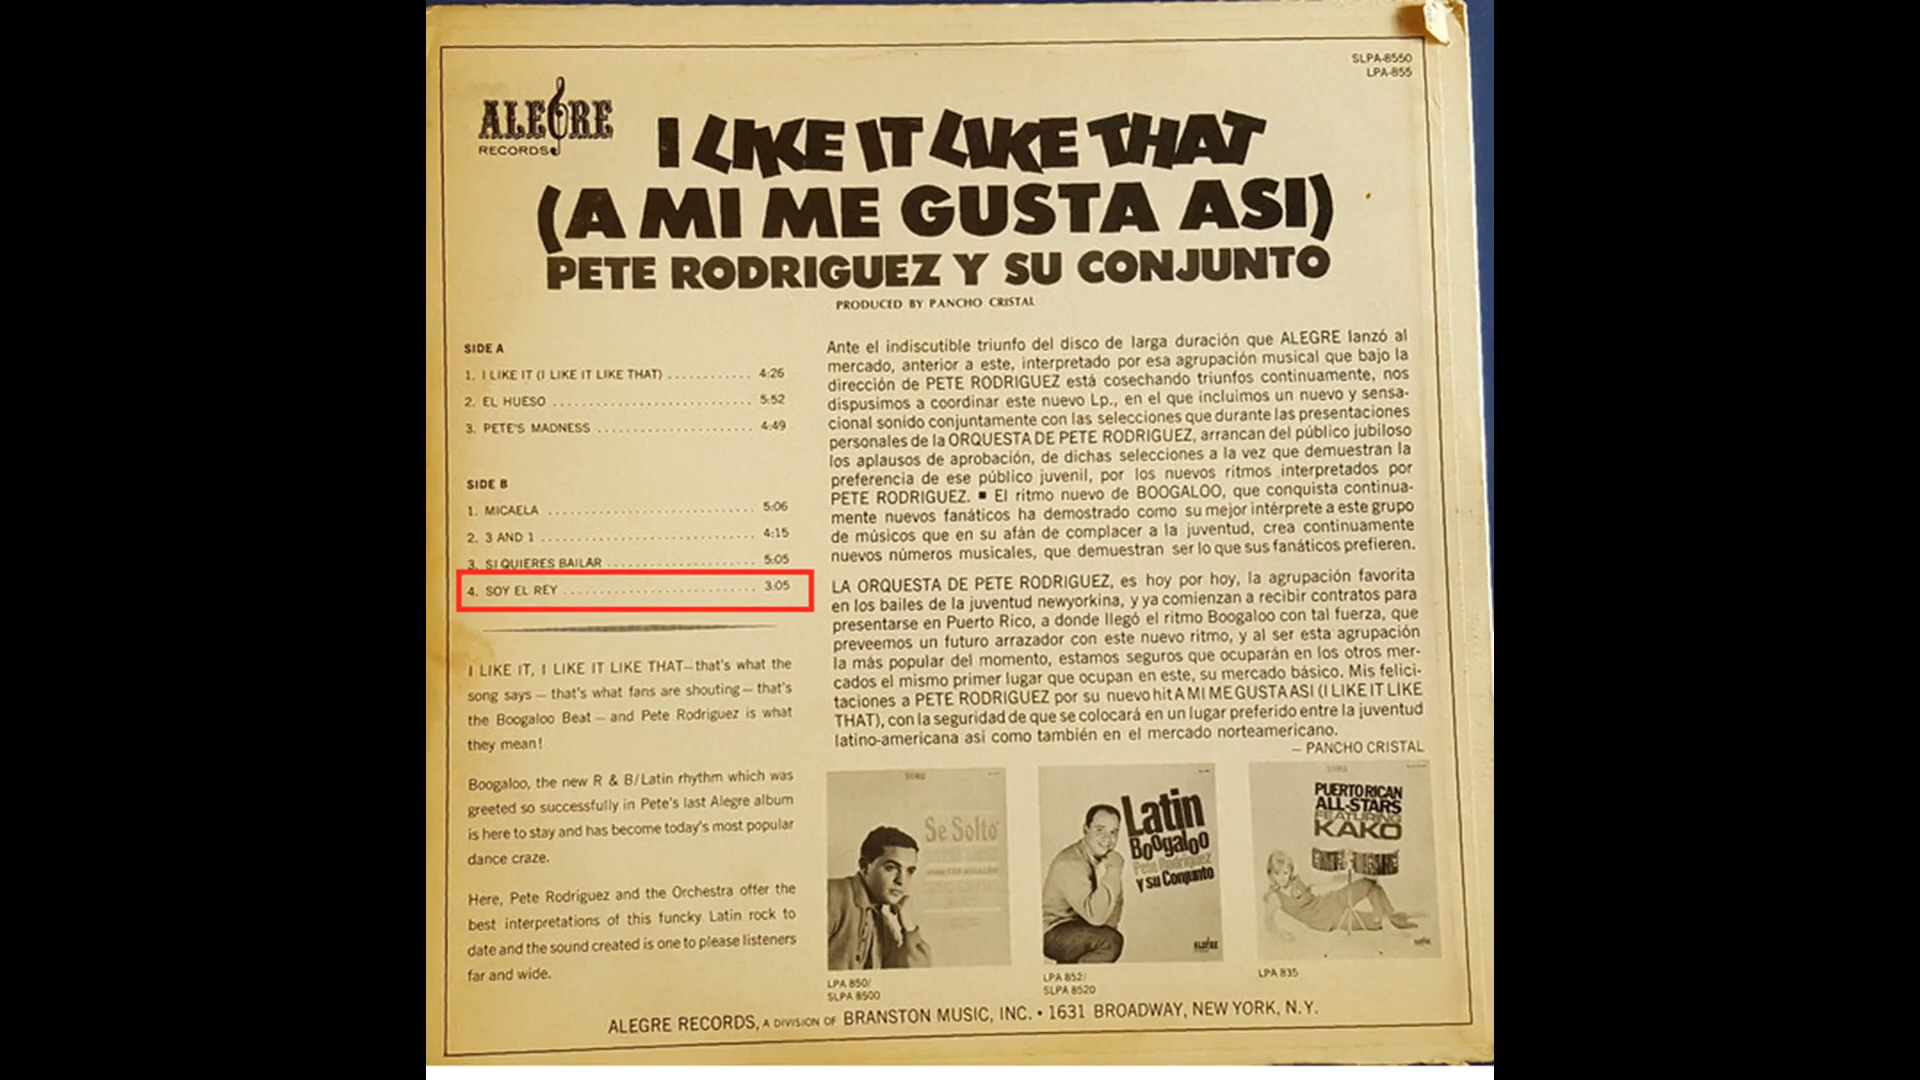 SLPA-8550
LPA-855
ALEGRE
RECORDS
I LIKE IT LIKE THAT
(A MI ME GUSTA ASI)
PETE RODRIGUEZ Y SU CONJUNTO
PRODUCED BY PANCHO CRISTAL
SIDE A
1. I LIKE IT (I LIKE IT LIKE THAT) ........... 4:26
2. EL HUESO ........................... 5:52
3. PETE'S MADNESS ..................... 4:49
SIDE B
1. MICAELA ............................ 5:06
2. 3 AND 1 ............................. 4:15
3. SI QUIERES BAILAR .................... 5:05
4. SOY EL REY .......................... 3:05
I LIKE IT, I LIKE IT LIKE THAT—that's what the
song says — that's what fans are shouting — that's
the Boogaloo Beat — and Pete Rodriguez is what
they mean!
Boogaloo, the new R & B/Latin rhythm which was
greeted so successfully in Pete's last Alegre album
is here to stay and has become today's most popular
dance craze.
Here, Pete Rodriguez and the Orchestra offer the
best interpretations of this funcky Latin rock to
date and the sound created is one to please listeners
far and wide.
Ante el indiscutible triunfo del disco de larga duración que ALEGRE lanzó al
mercado, anterior a este, interpretado por esa agrupación musical que bajo la
dirección de PETE RODRIGUEZ está cosechando triunfos continuamente, nos
dispusimos a coordinar este nuevo Lp., en el que incluimos un nuevo y sensa-
cional sonido conjuntamente con las selecciones que durante las presentaciones
personales de la ORQUESTA DE PETE RODRIGUEZ, arrancan del público jubiloso
los aplausos de aprobación, de dichas selecciones a la vez que demuestran la
preferencia de ese público juvenil, por los nuevos ritmos interpretados por
PETE RODRIGUEZ. ▪ El ritmo nuevo de BOOGALOO, que conquista continua-
mente nuevos fanáticos ha demostrado como su mejor intérprete a este grupo
de músicos que en su afán de complacer a la juventud, crea continuamente
nuevos números musicales, que demuestran ser lo que sus fanáticos prefieren.
LA ORQUESTA DE PETE RODRIGUEZ, es hoy por hoy, la agrupación favorita
en los bailes de la juventud newyorkina, y ya comienzan a recibir contratos para
presentarse en Puerto Rico, a donde llegó el ritmo Boogaloo con tal fuerza, que
preveemos un futuro arrazador con este nuevo ritmo, y al ser esta agrupación
la más popular del momento, estamos seguros que ocuparán en los otros mer-
cados el mismo primer lugar que ocupan en este, su mercado básico. Mis felici-
taciones a PETE RODRIGUEZ por su nuevo hit A MI ME GUSTA ASI (I LIKE IT LIKE
THAT), con la seguridad de que se colocará en un lugar preferido entre la juventud
latino-americana asi como también en el mercado norteamericano.
— PANCHO CRISTAL
Se Soltó
LPA 850/
SLPA 8500
Latin
Boogaloo
Pete Rodriguez
y su Conjunto
ALEGRE
LPA 852/
SLPA 8520
PUERTO RICAN
ALL-STARS
FEATURING
KAKO
LPA 835
ALEGRE RECORDS, A DIVISION OF BRANSTON MUSIC, INC. • 1631 BROADWAY, NEW YORK, N.Y.